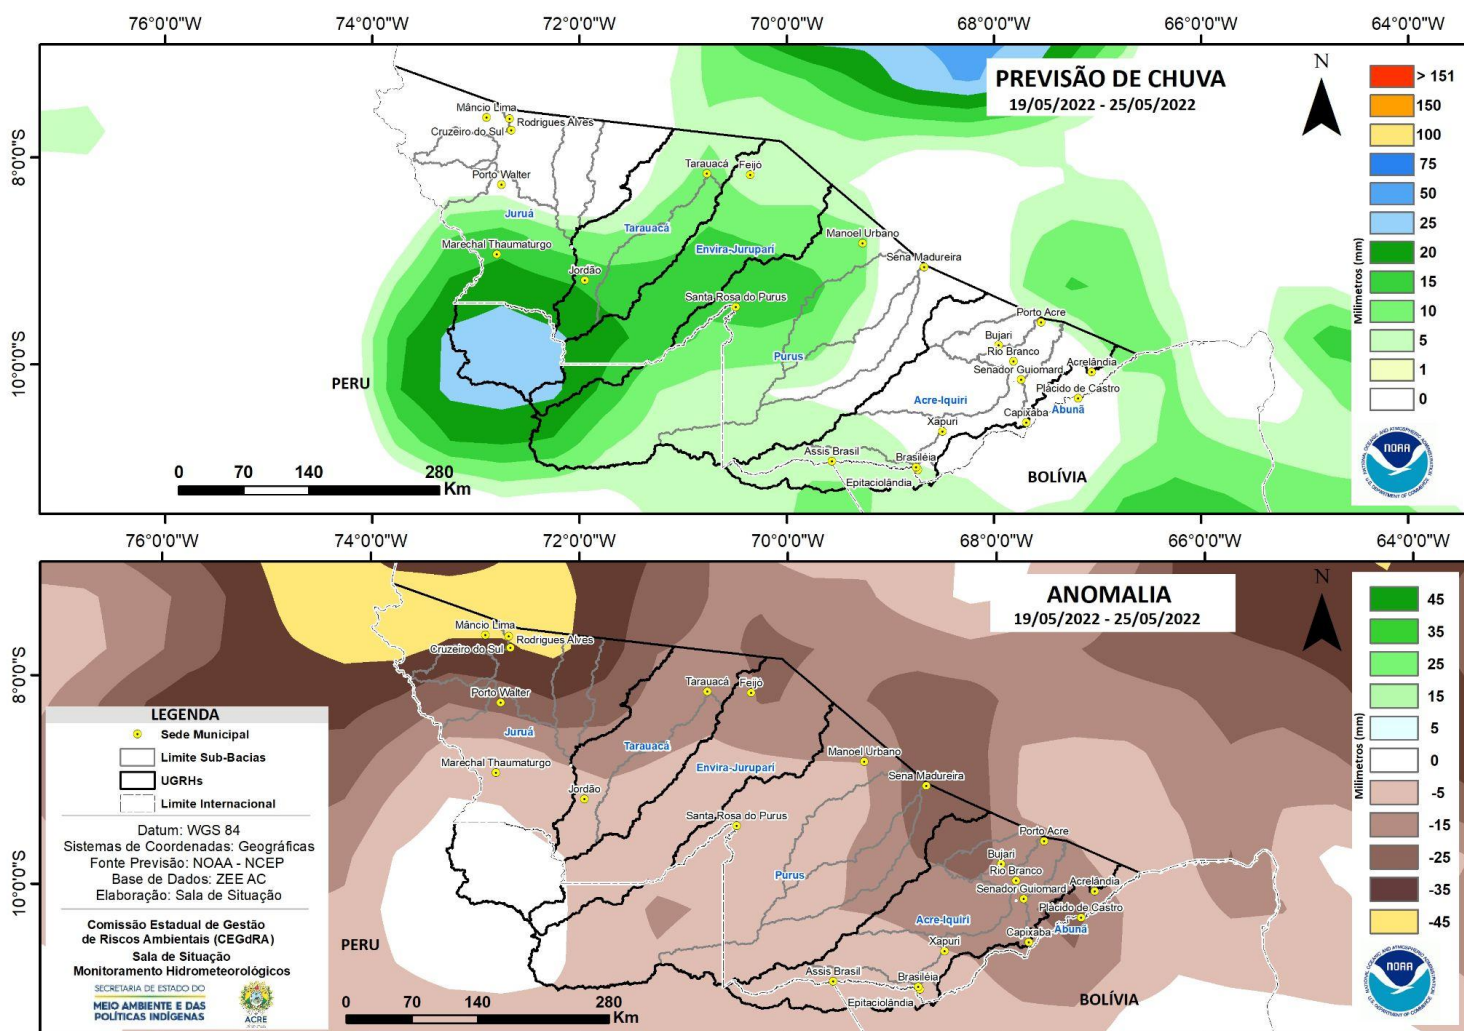 76°0'0"W
74°0'0"W
72°0'0"W
70°0'0"W
68°0'0"W
66°0'0"W
64°0'0"W
PREVISÃO DE CHUVA
19/05/2022 - 25/05/2022
N
8°0'0"S
10°0'0"S
Mâncio Lima
Rodrigues Alves
Cruzeiro do Sul
Porto Walter
Juruá
Marechal Thaumaturgo
Jordão
Tarauacá
Feijó
Tarauacá
Envira-Jurupari
Manoel Urbano
Sena Madureira
Santa Rosa do Purus
Purus
Porto Acre
Bujari
Rio Branco
Senador Guiomard
Acrelândia
Plácido de Castro
Abunã
Acre-Iquiri
Capixaba
Xapuri
Assis Brasil
Brasiléia
Epitaciolândia
PERU
BOLÍVIA
0 70 140 280
Km
Milimetros (mm)
> 151
150
100
75
50
25
20
15
10
5
1
0
NOAA
76°0'0"W
74°0'0"W
72°0'0"W
70°0'0"W
68°0'0"W
66°0'0"W
64°0'0"W
ANOMALIA
19/05/2022 - 25/05/2022
N
8°0'0"S
10°0'0"S
Mâncio Lima
Rodrigues Alves
Cruzeiro do Sul
Porto Walter
Juruá
Marechal Thaumaturgo
Jordão
Tarauacá
Feijó
Tarauacá
Envira-Jurupari
Manoel Urbano
Sena Madureira
Santa Rosa do Purus
Purus
Porto Acre
Bujari
Rio Branco
Senador Guiomard
Acrelândia
Plácido de Castro
Abunã
Acre-Iquiri
Capixaba
Xapuri
Assis Brasil
Brasiléia
Epitaciolândia
PERU
BOLÍVIA
0 70 140 280
Km
Milimetros (mm)
45
35
25
15
5
0
-5
-15
-25
-35
-45
NOAA
LEGENDA
Sede Municipal
Limite Sub-Bacias
UGRHs
Limite Internacional
Datum: WGS 84
Sistemas de Coordenadas: Geográficas
Fonte Previsão: NOAA - NCEP
Base de Dados: ZEE AC
Elaboração: Sala de Situação
Comissão Estadual de Gestão
de Riscos Ambientais (CEGdRA)
Sala de Situação
Monitoramento Hidrometeorológicos
SECRETARIA DE ESTADO DO
MEIO AMBIENTE E DAS
POLÍTICAS INDÍGENAS
ACRE